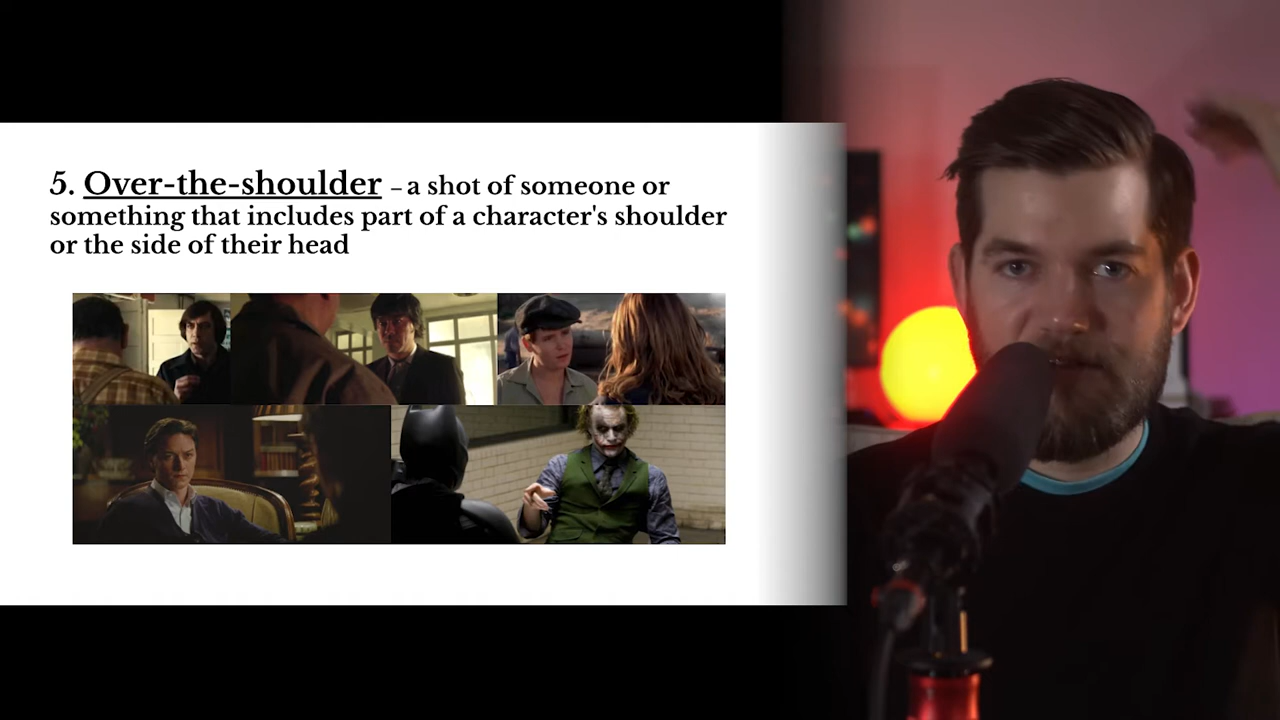 5. Over-the-shoulder – a shot of someone or
something that includes part of a character's shoulder
or the side of their head